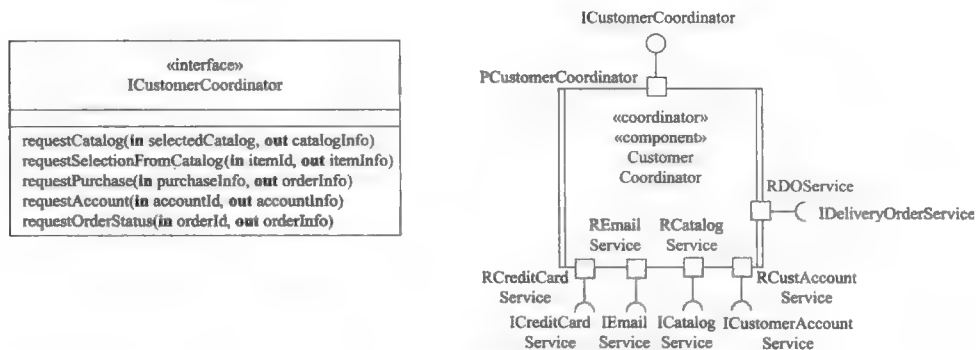 «interface»
ICustomerCoordinator
requestCatalog(in selectedCatalog, out catalogInfo)
requestSelectionFromCatalog(in itemId, out itemInfo)
requestPurchase(in purchaseInfo, out orderInfo)
requestAccount(in accountId, out accountInfo)
requestOrderStatus(in orderId, out orderInfo)
ICustomerCoordinator
PCustomerCoordinator
«coordinator»
«component»
Customer
Coordinator
RDOService
IDeliveryOrderService
REmail
Service
RCatalog
Service
RCreditCard
Service
RCustAccount
Service
ICreditCard
Service
IEmail
Service
ICatalog
Service
ICustomerAccount
Service